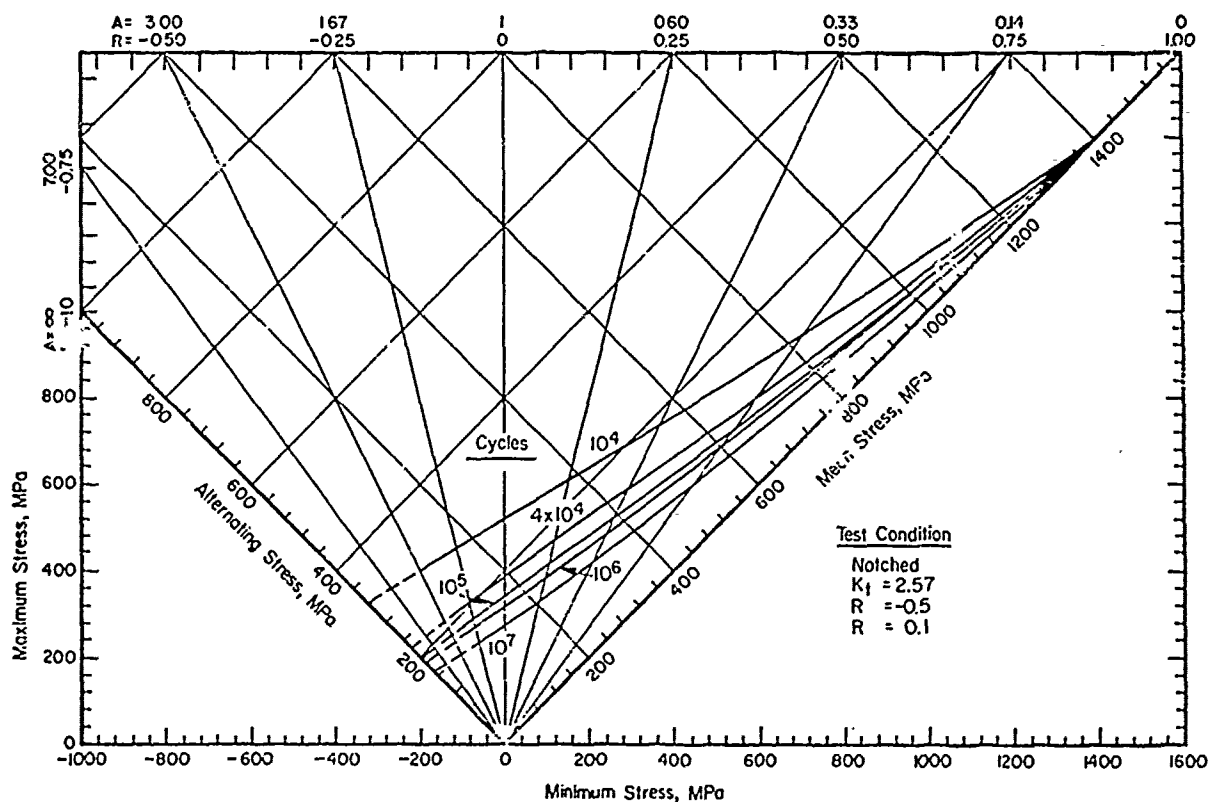 A= 3.00 1.67 1 0.60 0.33 0.14 0
R= -0.50 -0.25 0 0.25 0.50 0.75 1.00
7.00
-0.75
A=∞
-1.0
800
600
400
200
0
Maximum Stress, MPa
800
600
400
200
Alternating Stress, MPa
1400
1200
1000
800
600
400
200
Mean Stress, MPa
Cycles
10⁴
4x10⁴
10⁵
10⁶
10⁷
Test Condition
Notched
Kt = 2.57
R = -0.5
R = 0.1
-1000 -800 -600 -400 -200 0 200 400 600 800 1000 1200 1400 1600
Minimum Stress, MPa